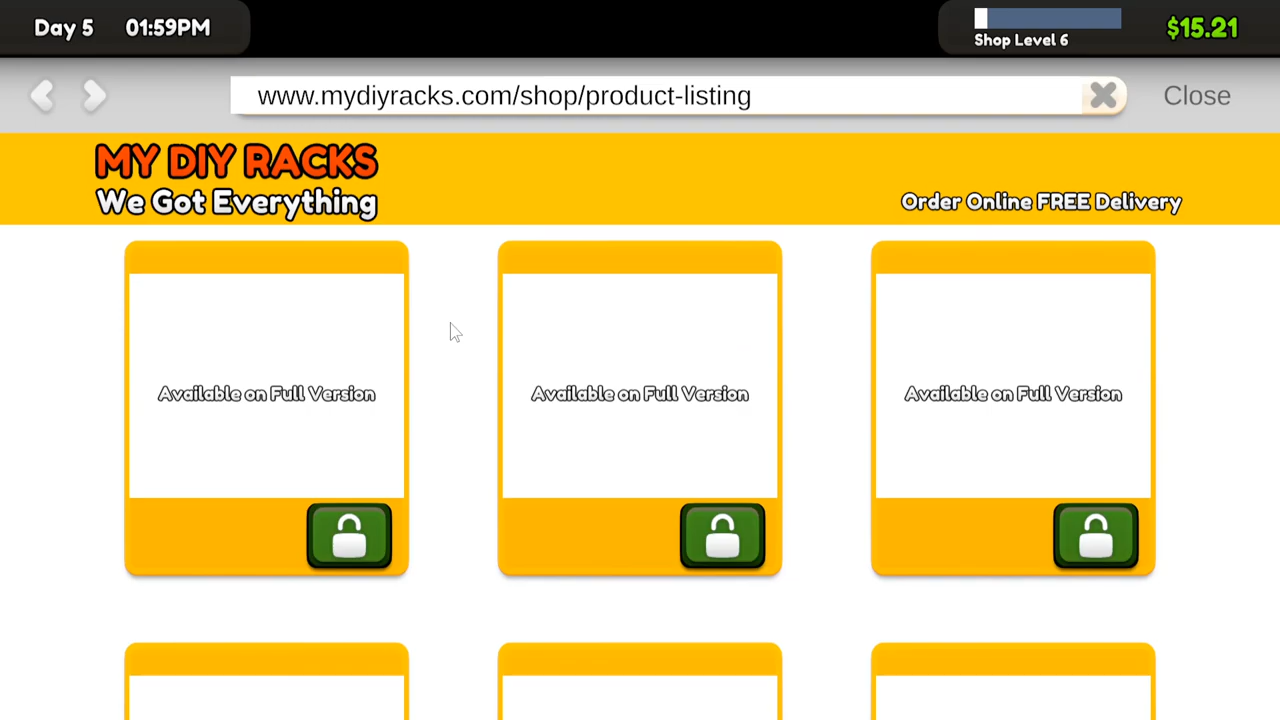 Day 5 01:59PM
Shop Level 6
$15.21
www.mydiyracks.com/shop/product-listing
Close
MY DIY RACKS
We Got Everything
Order Online FREE Delivery
Available on Full Version
Available on Full Version
Available on Full Version